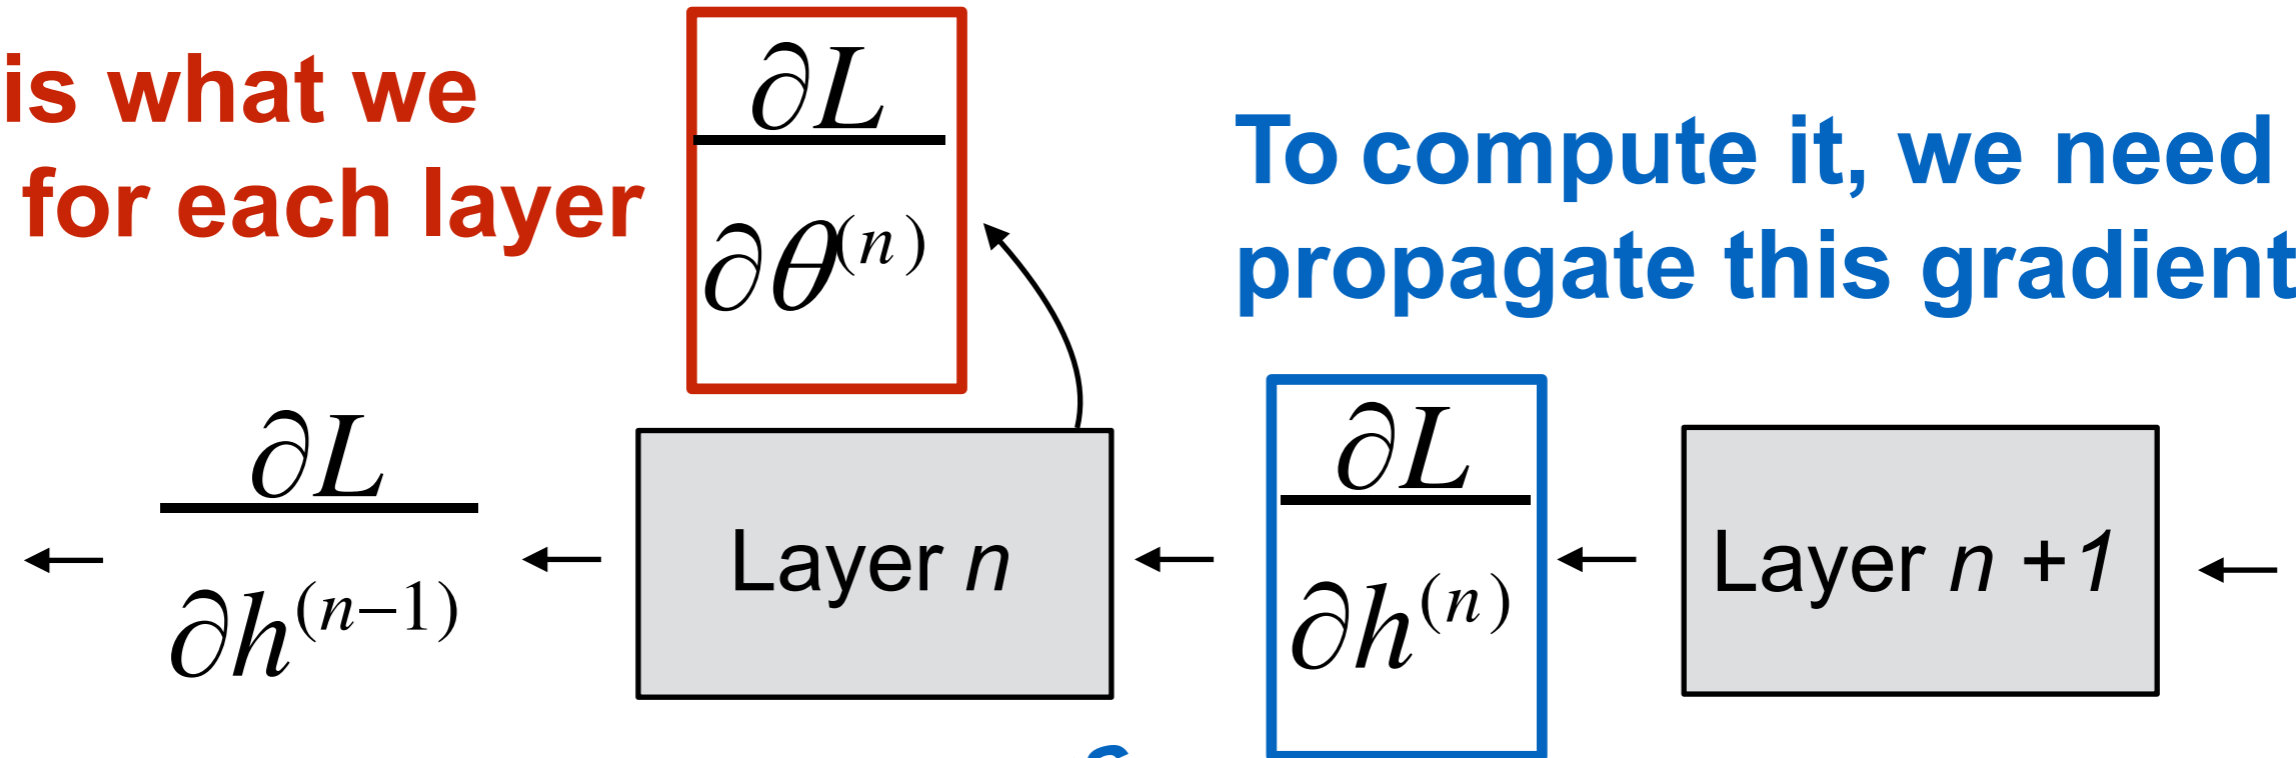 is what we
for each layer
∂L
∂θ(n)
To compute it, we need
propagate this gradient
∂L
∂h(n−1)
Layer n
∂L
∂h(n)
Layer n +1